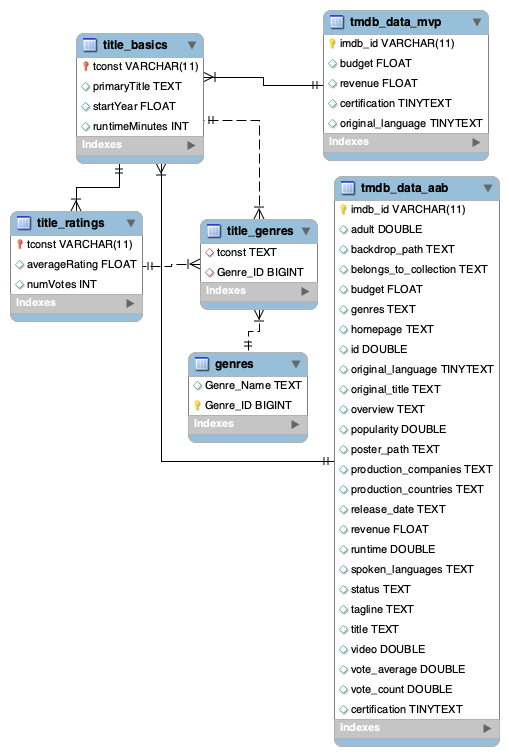 title_basics
tconst VARCHAR(11)
primaryTitle TEXT
startYear FLOAT
runtimeMinutes INT
Indexes
tmdb_data_mvp
imdb_id VARCHAR(11)
budget FLOAT
revenue FLOAT
certification TINYTEXT
original_language TINYTEXT
Indexes
title_ratings
tconst VARCHAR(11)
averageRating FLOAT
numVotes INT
Indexes
title_genres
tconst TEXT
Genre_ID BIGINT
Indexes
genres
Genre_Name TEXT
Genre_ID BIGINT
Indexes
tmdb_data_aab
imdb_id VARCHAR(11)
adult DOUBLE
backdrop_path TEXT
belongs_to_collection TEXT
budget FLOAT
genres TEXT
homepage TEXT
id DOUBLE
original_language TINYTEXT
original_title TEXT
overview TEXT
popularity DOUBLE
poster_path TEXT
production_companies TEXT
production_countries TEXT
release_date TEXT
revenue FLOAT
runtime DOUBLE
spoken_languages TEXT
status TEXT
tagline TEXT
title TEXT
video DOUBLE
vote_average DOUBLE
vote_count DOUBLE
certification TINYTEXT
Indexes